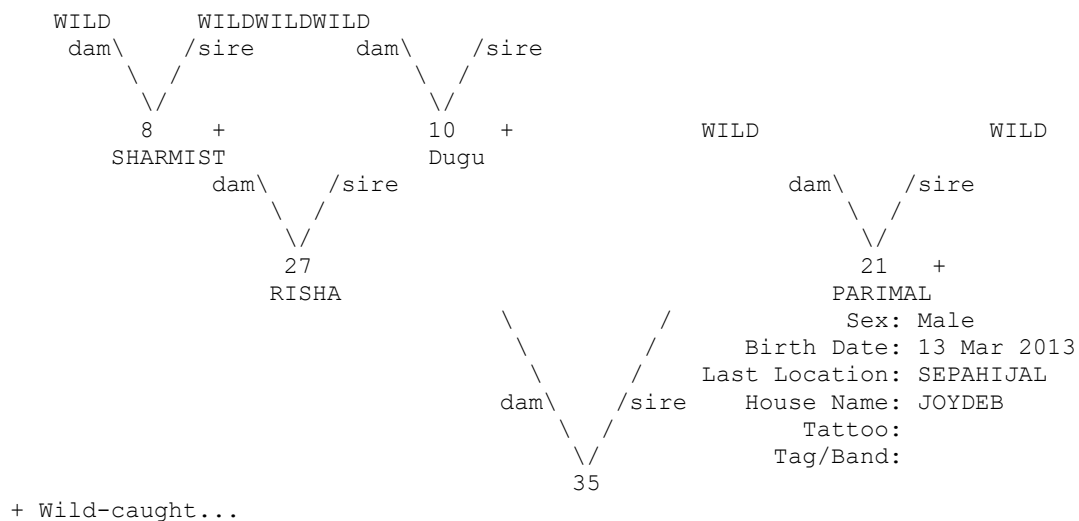 WILD WILDWILDWILD
dam\ /sire dam\ /sire
\ / \ /
\/ \/
8 + 10 + WILD WILD
SHARMIST Dugu
dam\ /sire dam\ /sire
\ / \ /
\/ \/
27 21 +
RISHA PARIMAL
\ / Sex: Male
\ / Birth Date: 13 Mar 2013
\ / Last Location: SEPAHIJAL
dam\ /sire House Name: JOYDEB
\ / Tattoo:
\/ Tag/Band:
35
+ Wild-caught...